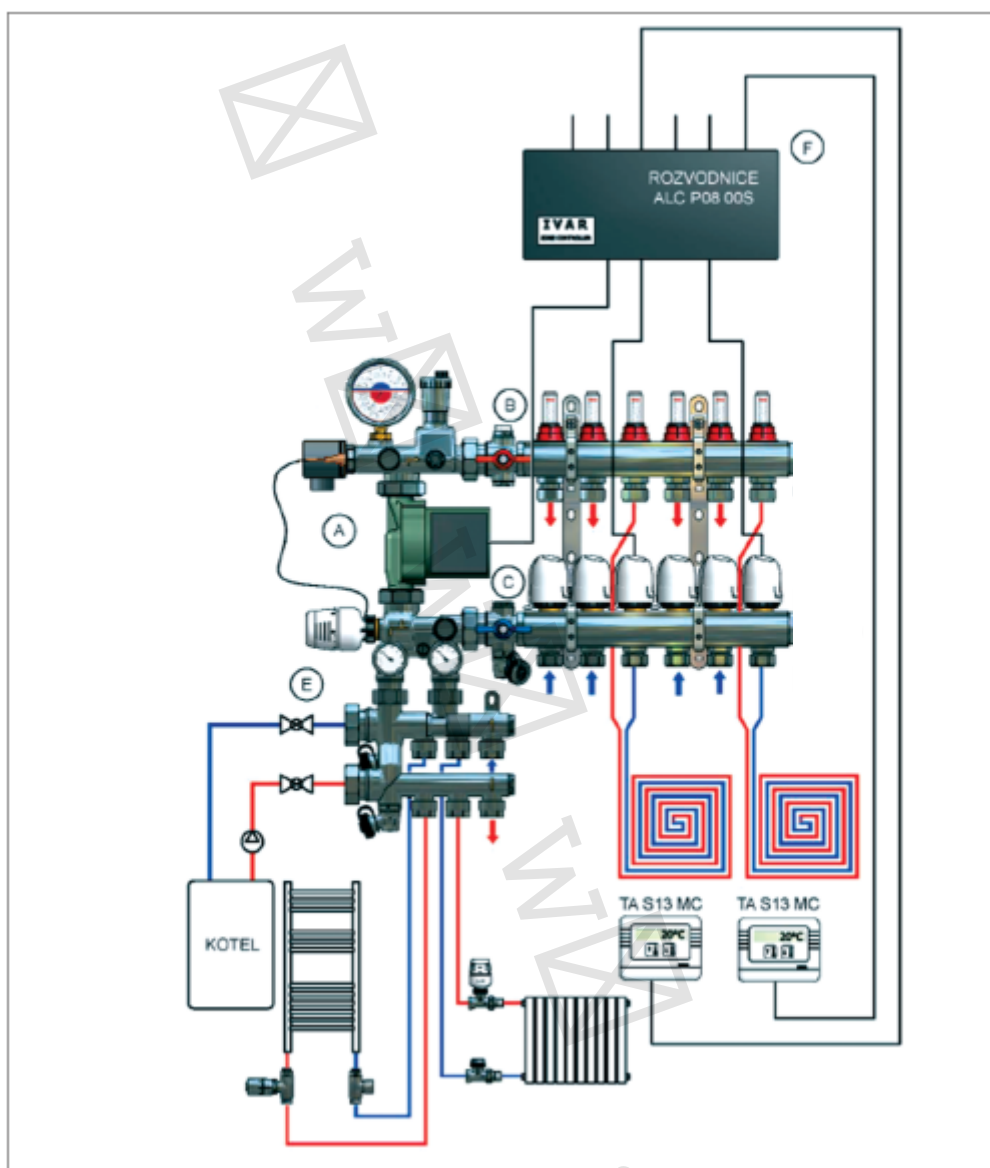 F
ROZVODNICE
ALC P08 00S
IVAR
B
A
C
E
TA S13 MC
TA S13 MC
20°C
20°C
KOTEL
W
W
W